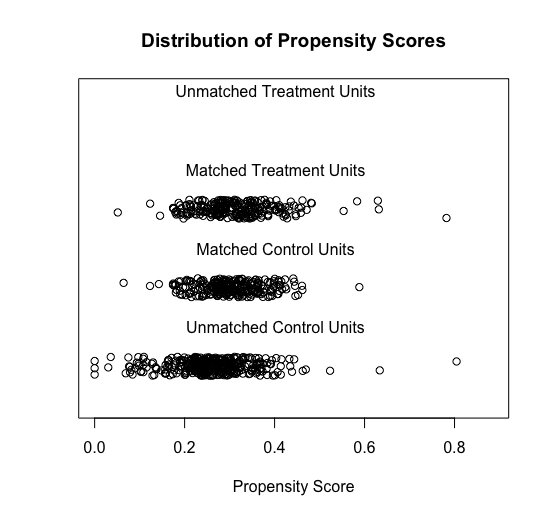 Distribution of Propensity Scores
Unmatched Treatment Units
Matched Treatment Units
Matched Control Units
Unmatched Control Units
0.0 0.2 0.4 0.6 0.8
Propensity Score